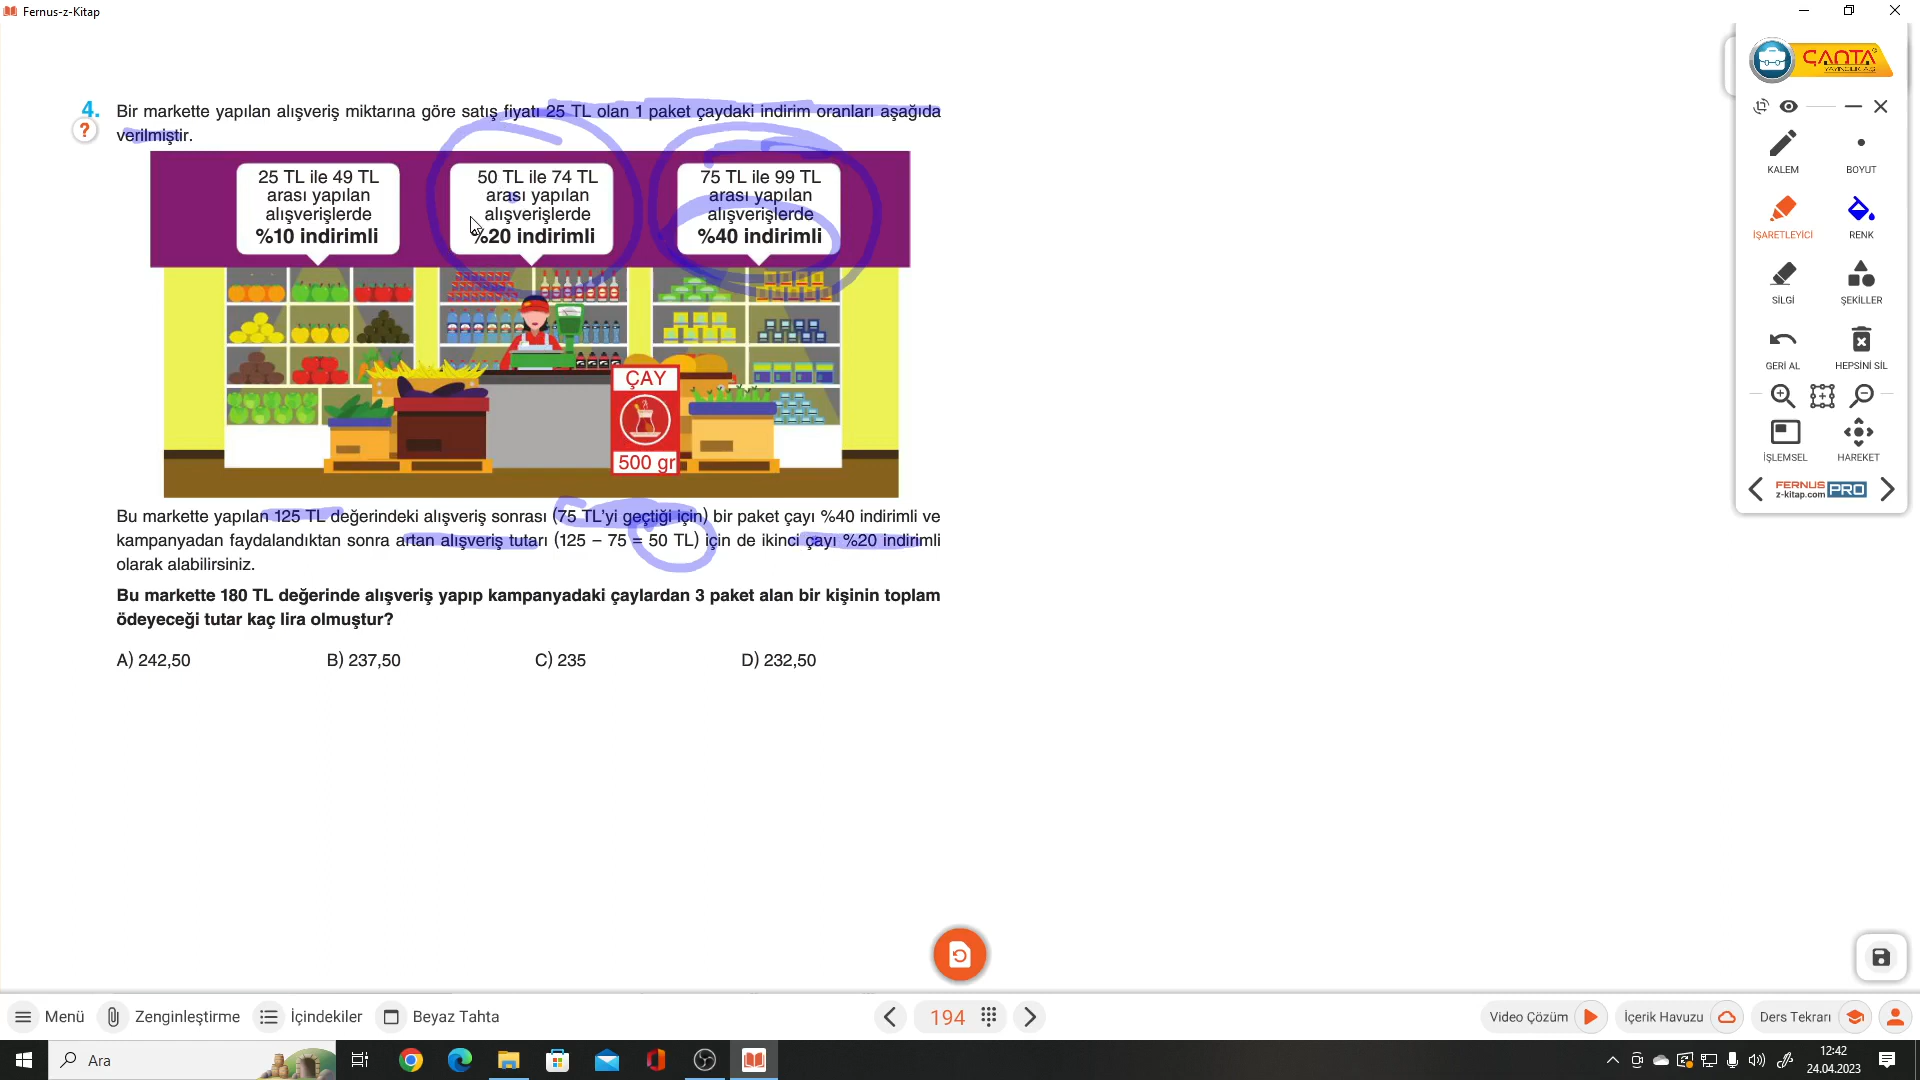 Fernus-z-Kitap
4. Bir markette yapılan alışveriş miktarına göre satış fiyatı 25 TL olan 1 paket çaydaki indirim oranları aşağıda
? verilmiştir.
25 TL ile 49 TL
arası yapılan
alışverişlerde
%10 indirimli
50 TL ile 74 TL
arası yapılan
alışverişlerde
%20 indirimli
75 TL ile 99 TL
arası yapılan
alışverişlerde
%40 indirimli
ÇAY
500 gr
Bu markette yapılan 125 TL değerindeki alışveriş sonrası (75 TL'yi geçtiği için) bir paket çayı %40 indirimli ve
kampanyadan faydalandıktan sonra artan alışveriş tutarı (125 – 75 = 50 TL) için de ikinci çayı %20 indirimli
olarak alabilirsiniz.
Bu markette 180 TL değerinde alışveriş yapıp kampanyadaki çaylardan 3 paket alan bir kişinin toplam
ödeyeceği tutar kaç lira olmuştur?
A) 242,50 B) 237,50 C) 235 D) 232,50
ÇANTA
YAYINCILIK A.Ş.
KALEM BOYUT
İŞARETLEYİCİ RENK
SİLGİ ŞEKİLLER
GERİ AL HEPSİNİ SİL
İŞLEMSEL HAREKET
FERNUS PRO
z-kitap.com
Menü Zenginleştirme İçindekiler Beyaz Tahta 194 Video Çözüm İçerik Havuzu Ders Tekrarı
Ara
12:42
24.04.2023